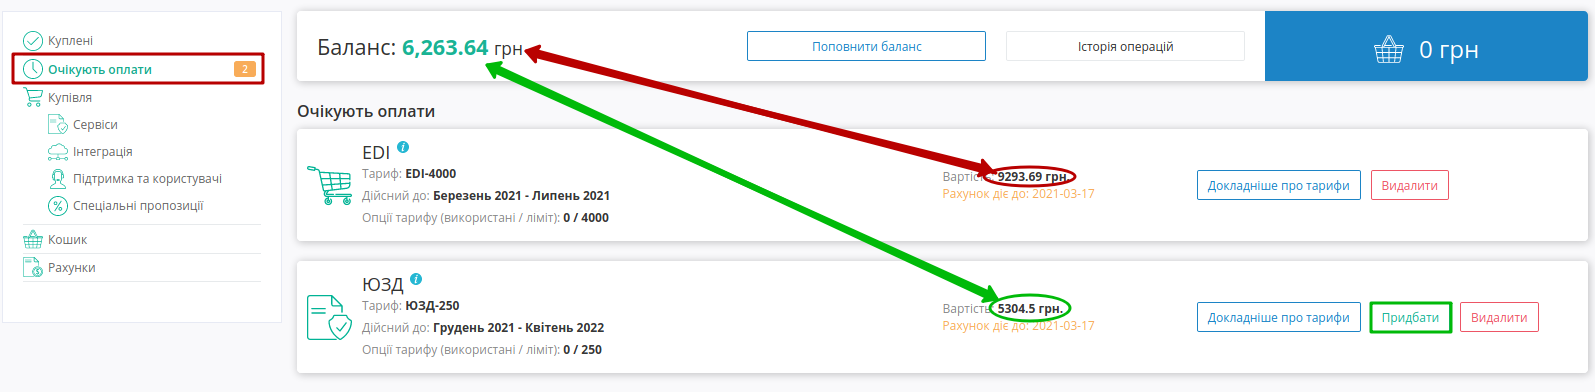 Куплені
Очікують оплати 2
Купівля
Сервіси
Інтеграція
Підтримка та користувачі
Спеціальні пропозиції
Кошик
Рахунки
Баланс: 6,263.64 грн
Поповнити баланс
Історія операцій
0 грн
Очікують оплати
EDI i
Тариф: EDI-4000
Дійсний до: Березень 2021 - Липень 2021
Опції тарифу (використані / ліміт): 0 / 4000
Вартість: 9293.69 грн.
Рахунок діє до: 2021-03-17
Докладніше про тарифи
Видалити
ЮЗД i
Тариф: ЮЗД-250
Дійсний до: Грудень 2021 - Квітень 2022
Опції тарифу (використані / ліміт): 0 / 250
Вартість: 5304.5 грн.
Рахунок діє до: 2021-03-17
Докладніше про тарифи
Придбати
Видалити